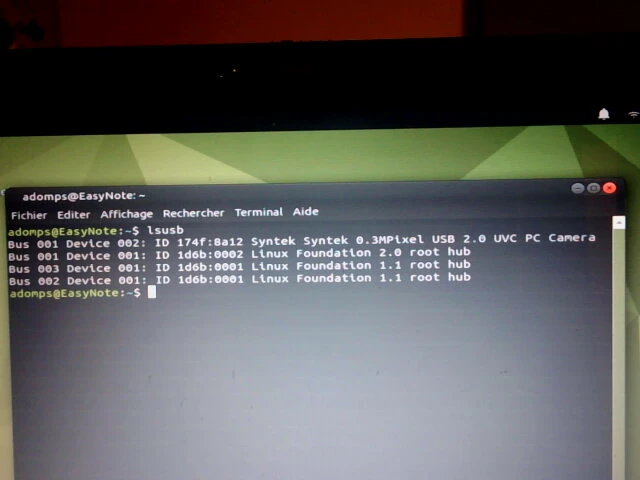 adomps@EasyNote: ~
Fichier Editer Affichage Rechercher Terminal Aide
adomps@EasyNote:~$ lsusb
Bus 001 Device 002: ID 174f:8a12 Syntek Syntek 0.3MPixel USB 2.0 UVC PC Camera
Bus 001 Device 001: ID 1d6b:0002 Linux Foundation 2.0 root hub
Bus 003 Device 001: ID 1d6b:0001 Linux Foundation 1.1 root hub
Bus 002 Device 001: ID 1d6b:0001 Linux Foundation 1.1 root hub
adomps@EasyNote:~$